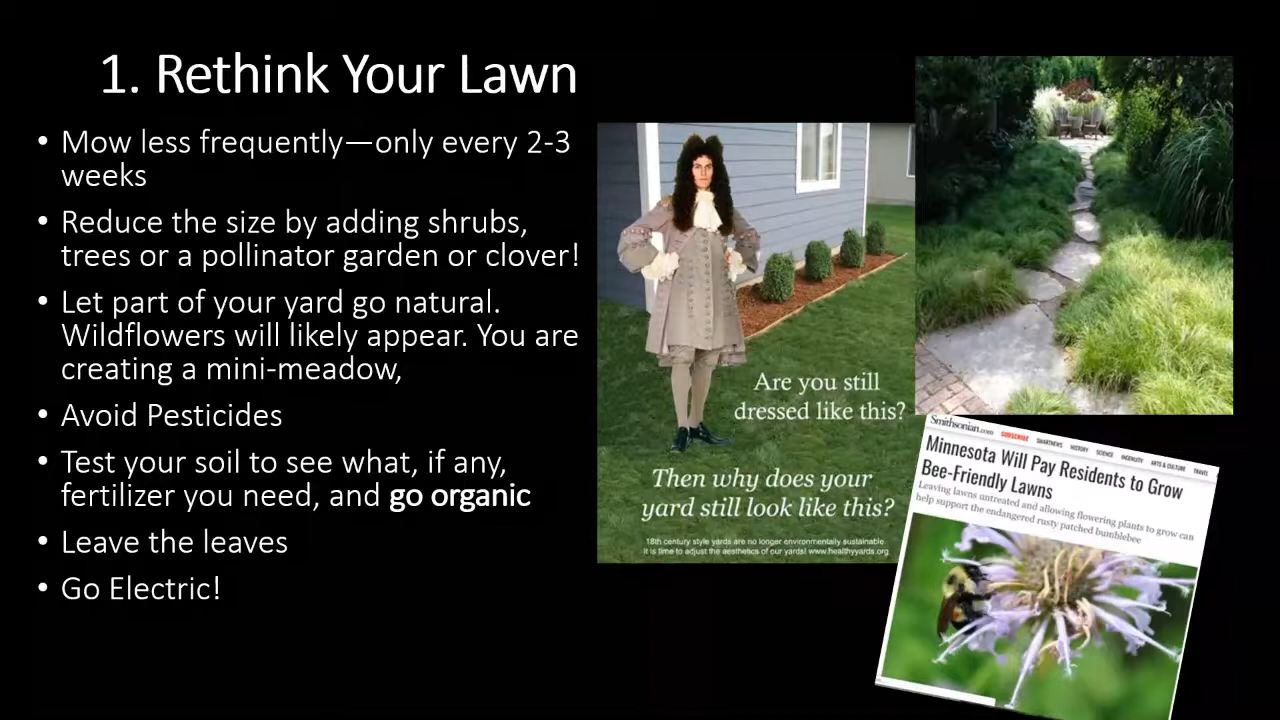 1. Rethink Your Lawn
• Mow less frequently—only every 2-3
weeks
• Reduce the size by adding shrubs,
trees or a pollinator garden or clover!
• Let part of your yard go natural.
Wildflowers will likely appear. You are
creating a mini-meadow,
• Avoid Pesticides
• Test your soil to see what, if any,
fertilizer you need, and go organic
• Leave the leaves
• Go Electric!
Are you still
dressed like this?
Then why does your
yard still look like this?
18th century style yards are no longer environmentally sustainable.
It is time to adjust the aesthetics of our yards! www.healthyyards.org
Smithsonian.com SUBSCRIBE SMARTNEWS HISTORY SCIENCE INGENUITY ARTS & CULTURE TRAVEL
Minnesota Will Pay Residents to Grow
Bee-Friendly Lawns
Leaving lawns untreated and allowing flowering plants to grow can
help support the endangered rusty patched bumblebee